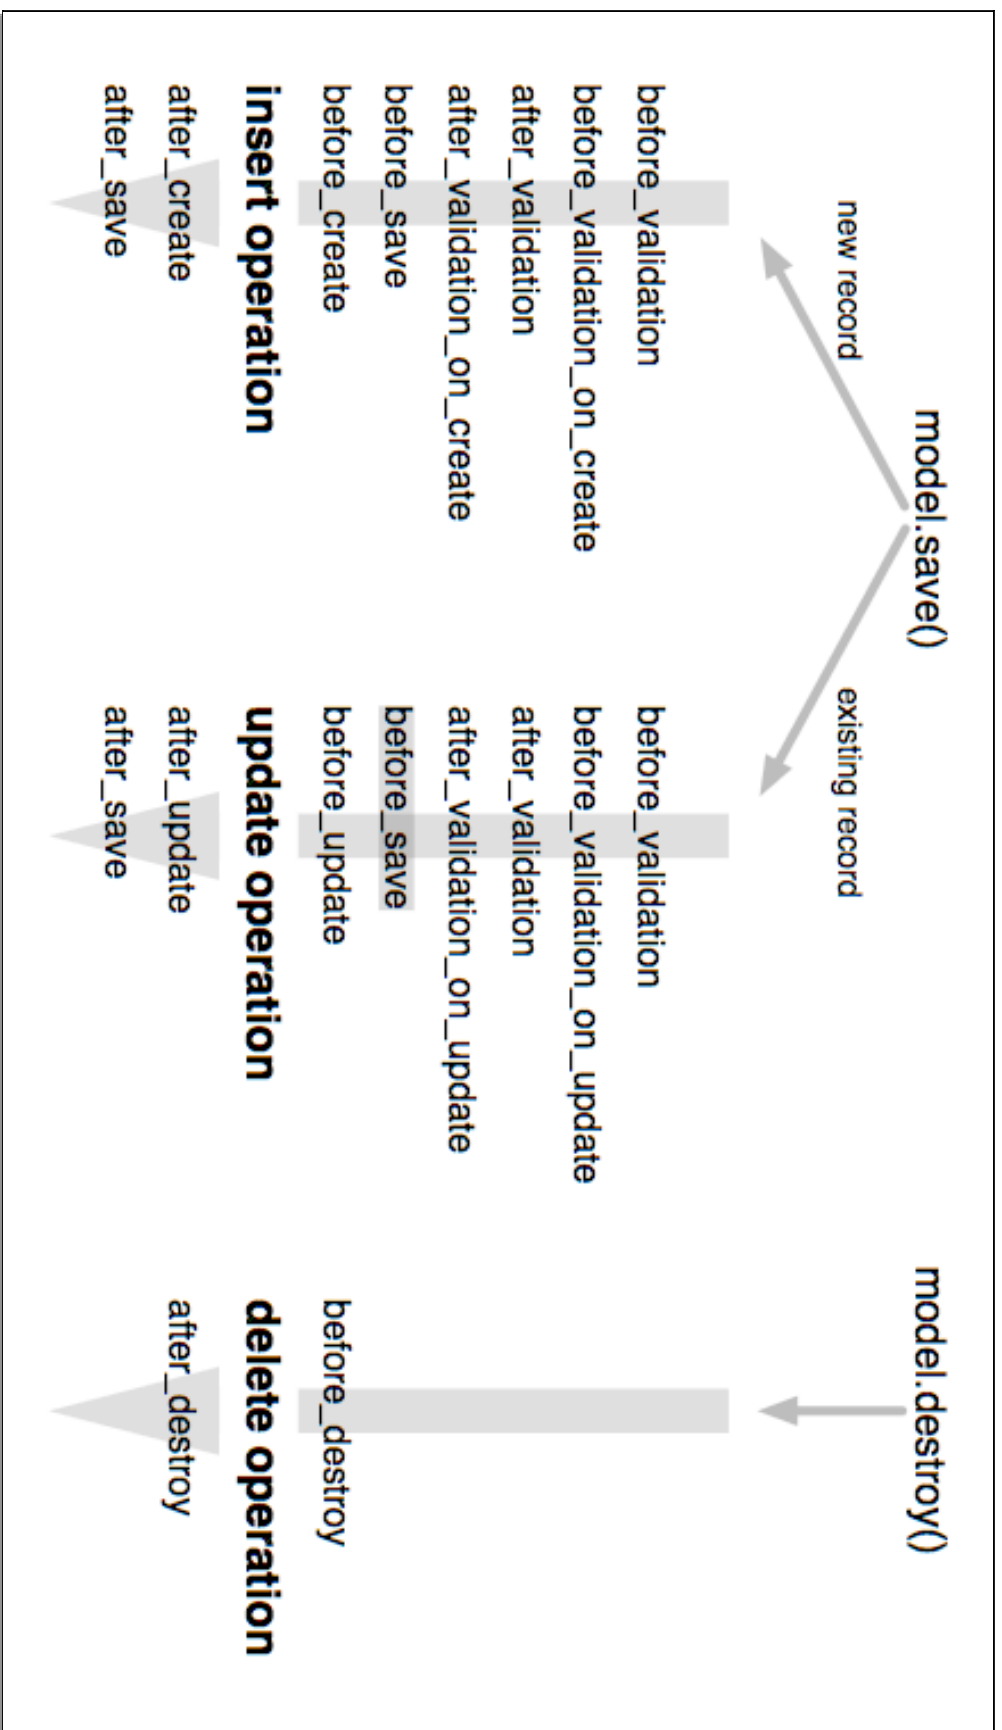 model.save()
model.destroy()
new record
existing record
before_validation
before_validation_on_create
after_validation
after_validation_on_create
before_save
before_create
insert operation
after_create
after_save
before_validation
before_validation_on_update
after_validation
after_validation_on_update
before_save
before_update
update operation
after_update
after_save
before_destroy
delete operation
after_destroy